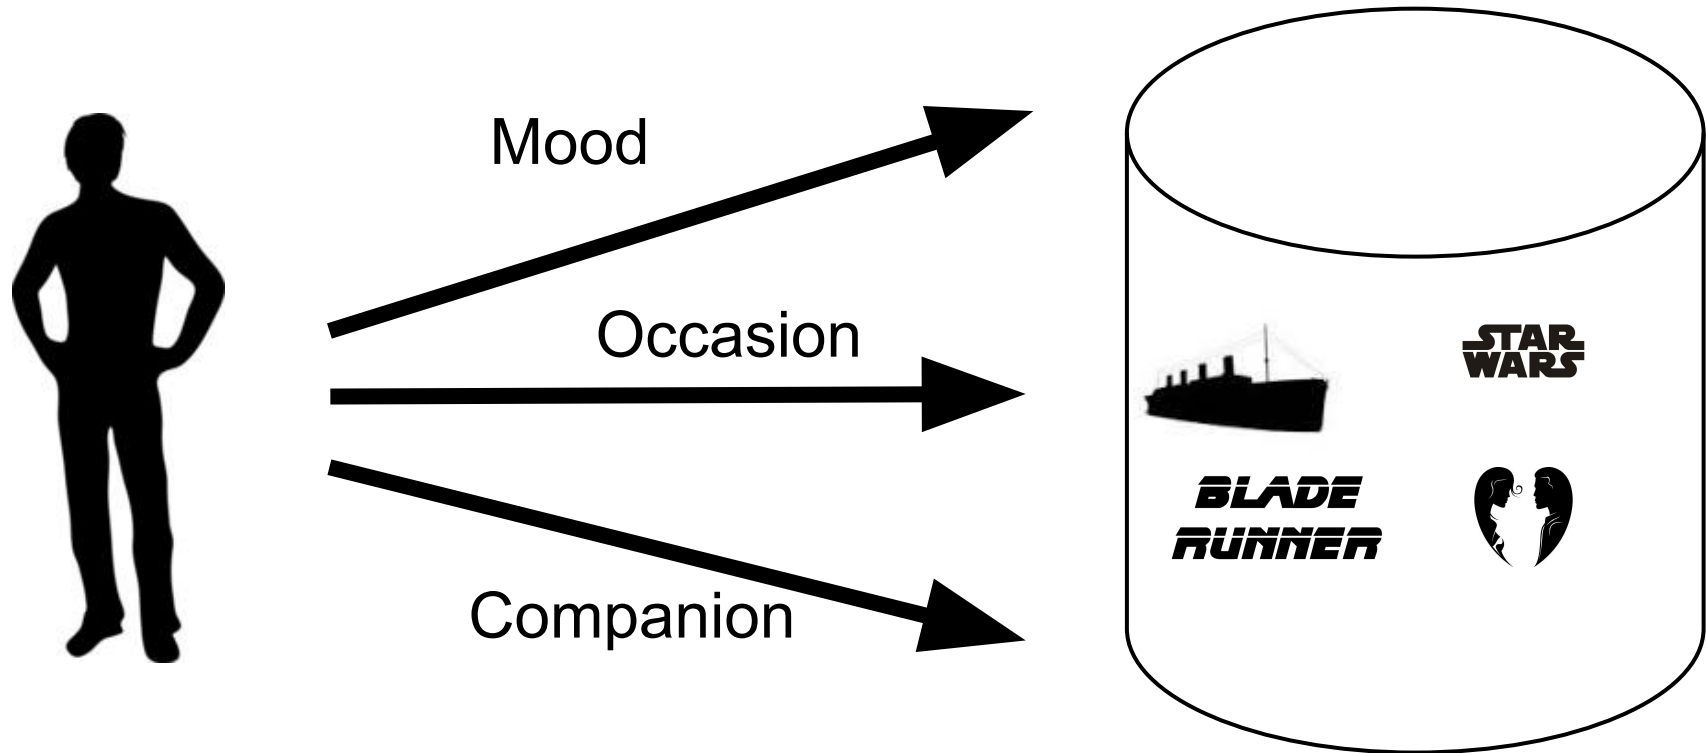 Mood
Occasion
Companion
STAR
WARS
BLADE
RUNNER